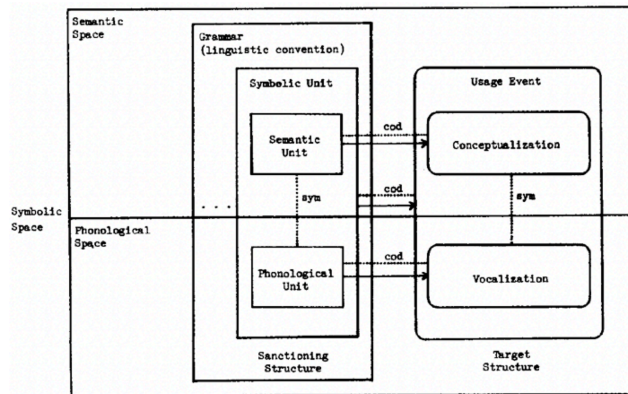 Semantic
Space
Grammar
(linguistic convention)
Symbolic Unit
Usage Event
Semantic
Unit
cod
Conceptualization
sym
cod
sym
. . .
Symbolic
Space
Phonological
Space
Phonological
Unit
cod
Vocalization
Sanctioning
Structure
Target
Structure